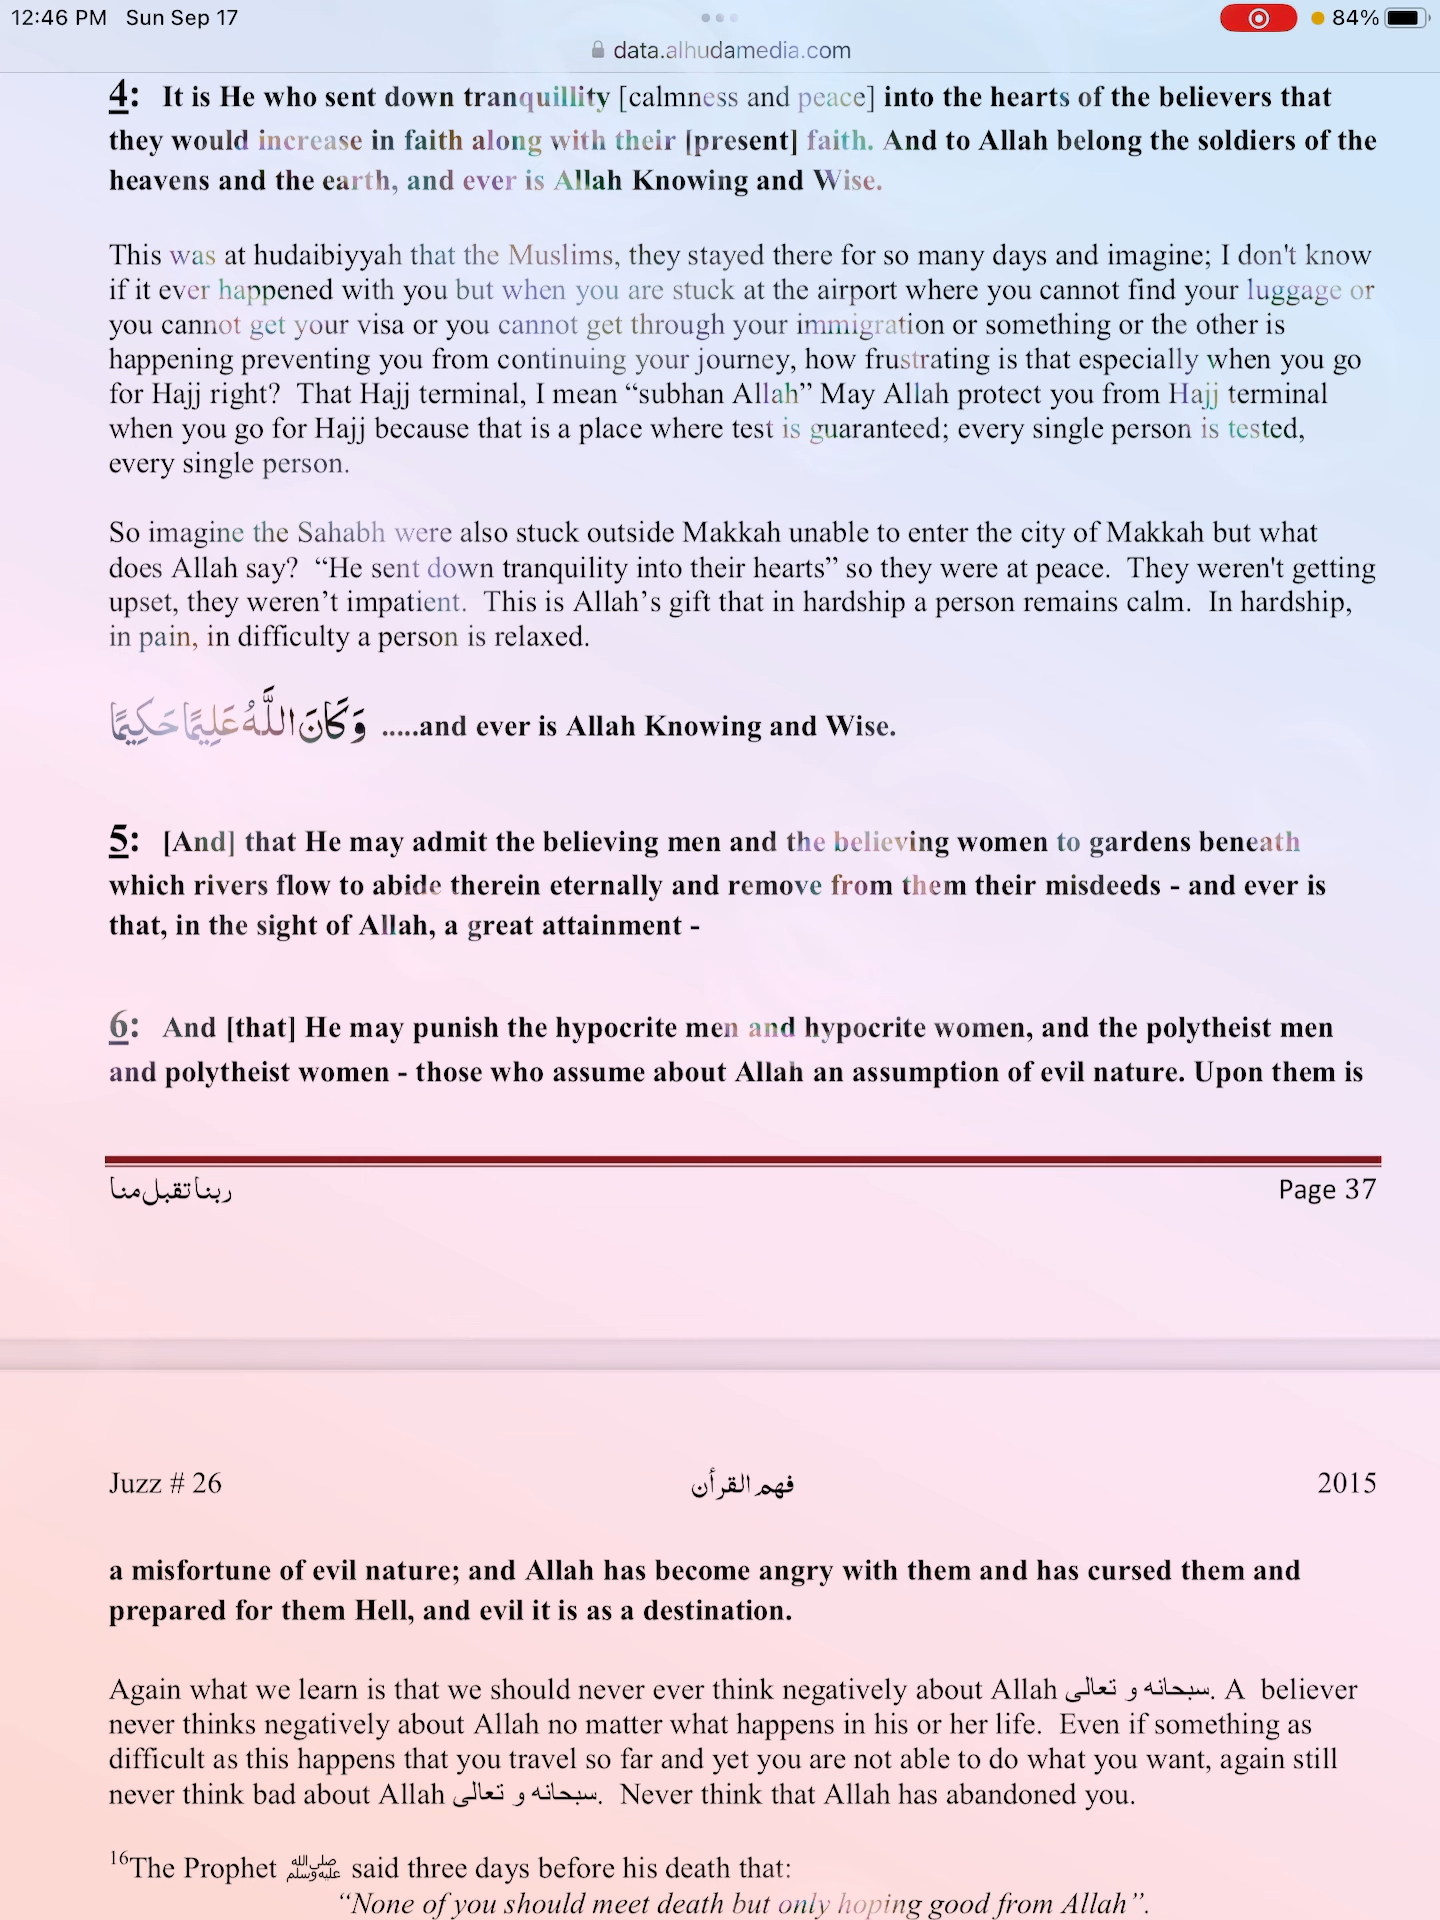 12:46 PM Sun Sep 17
84%
data.alhudamedia.com
4: It is He who sent down tranquillity [calmness and peace] into the hearts of the believers that
they would increase in faith along with their [present] faith. And to Allah belong the soldiers of the
heavens and the earth, and ever is Allah Knowing and Wise.
This was at hudaibiyyah that the Muslims, they stayed there for so many days and imagine; I don't know
if it ever happened with you but when you are stuck at the airport where you cannot find your luggage or
you cannot get your visa or you cannot get through your immigration or something or the other is
happening preventing you from continuing your journey, how frustrating is that especially when you go
for Hajj right? That Hajj terminal, I mean “subhan Allah” May Allah protect you from Hajj terminal
when you go for Hajj because that is a place where test is guaranteed; every single person is tested,
every single person.
So imagine the Sahabh were also stuck outside Makkah unable to enter the city of Makkah but what
does Allah say? “He sent down tranquility into their hearts” so they were at peace. They weren't getting
upset, they weren’t impatient. This is Allah’s gift that in hardship a person remains calm. In hardship,
in pain, in difficulty a person is relaxed.
وَكَانَ اللَّهُ عَلِيمًا حَكِيمًا .....and ever is Allah Knowing and Wise.
5: [And] that He may admit the believing men and the believing women to gardens beneath
which rivers flow to abide therein eternally and remove from them their misdeeds - and ever is
that, in the sight of Allah, a great attainment -
6: And [that] He may punish the hypocrite men and hypocrite women, and the polytheist men
and polytheist women - those who assume about Allah an assumption of evil nature. Upon them is
ربنا تقبل منا
Page 37
Juzz # 26
فهم القرأن
2015
a misfortune of evil nature; and Allah has become angry with them and has cursed them and
prepared for them Hell, and evil it is as a destination.
Again what we learn is that we should never ever think negatively about Allah سبحانه و تعالى. A believer
never thinks negatively about Allah no matter what happens in his or her life. Even if something as
difficult as this happens that you travel so far and yet you are not able to do what you want, again still
never think bad about Allah سبحانه و تعالى. Never think that Allah has abandoned you.
16The Prophet ﷺ said three days before his death that:
“None of you should meet death but only hoping good from Allah”.